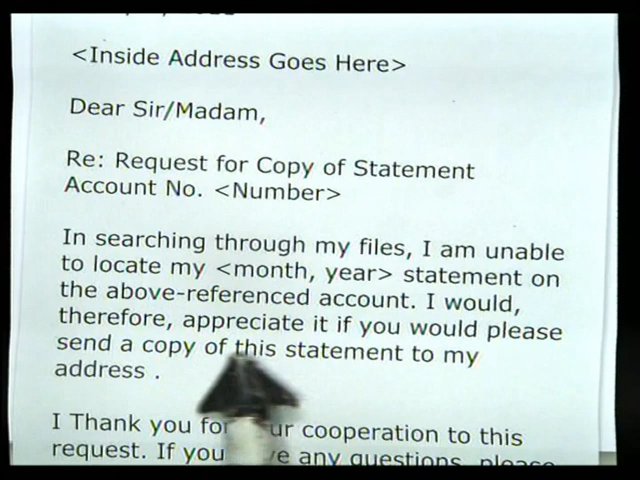 <Inside Address Goes Here>
Dear Sir/Madam,
Re: Request for Copy of Statement
Account No. <Number>
In searching through my files, I am unable
to locate my <month, year> statement on
the above-referenced account. I would,
therefore, appreciate it if you would please
send a copy of this statement to my
address .
I Thank you for cooperation to this
request. If you any questions, please